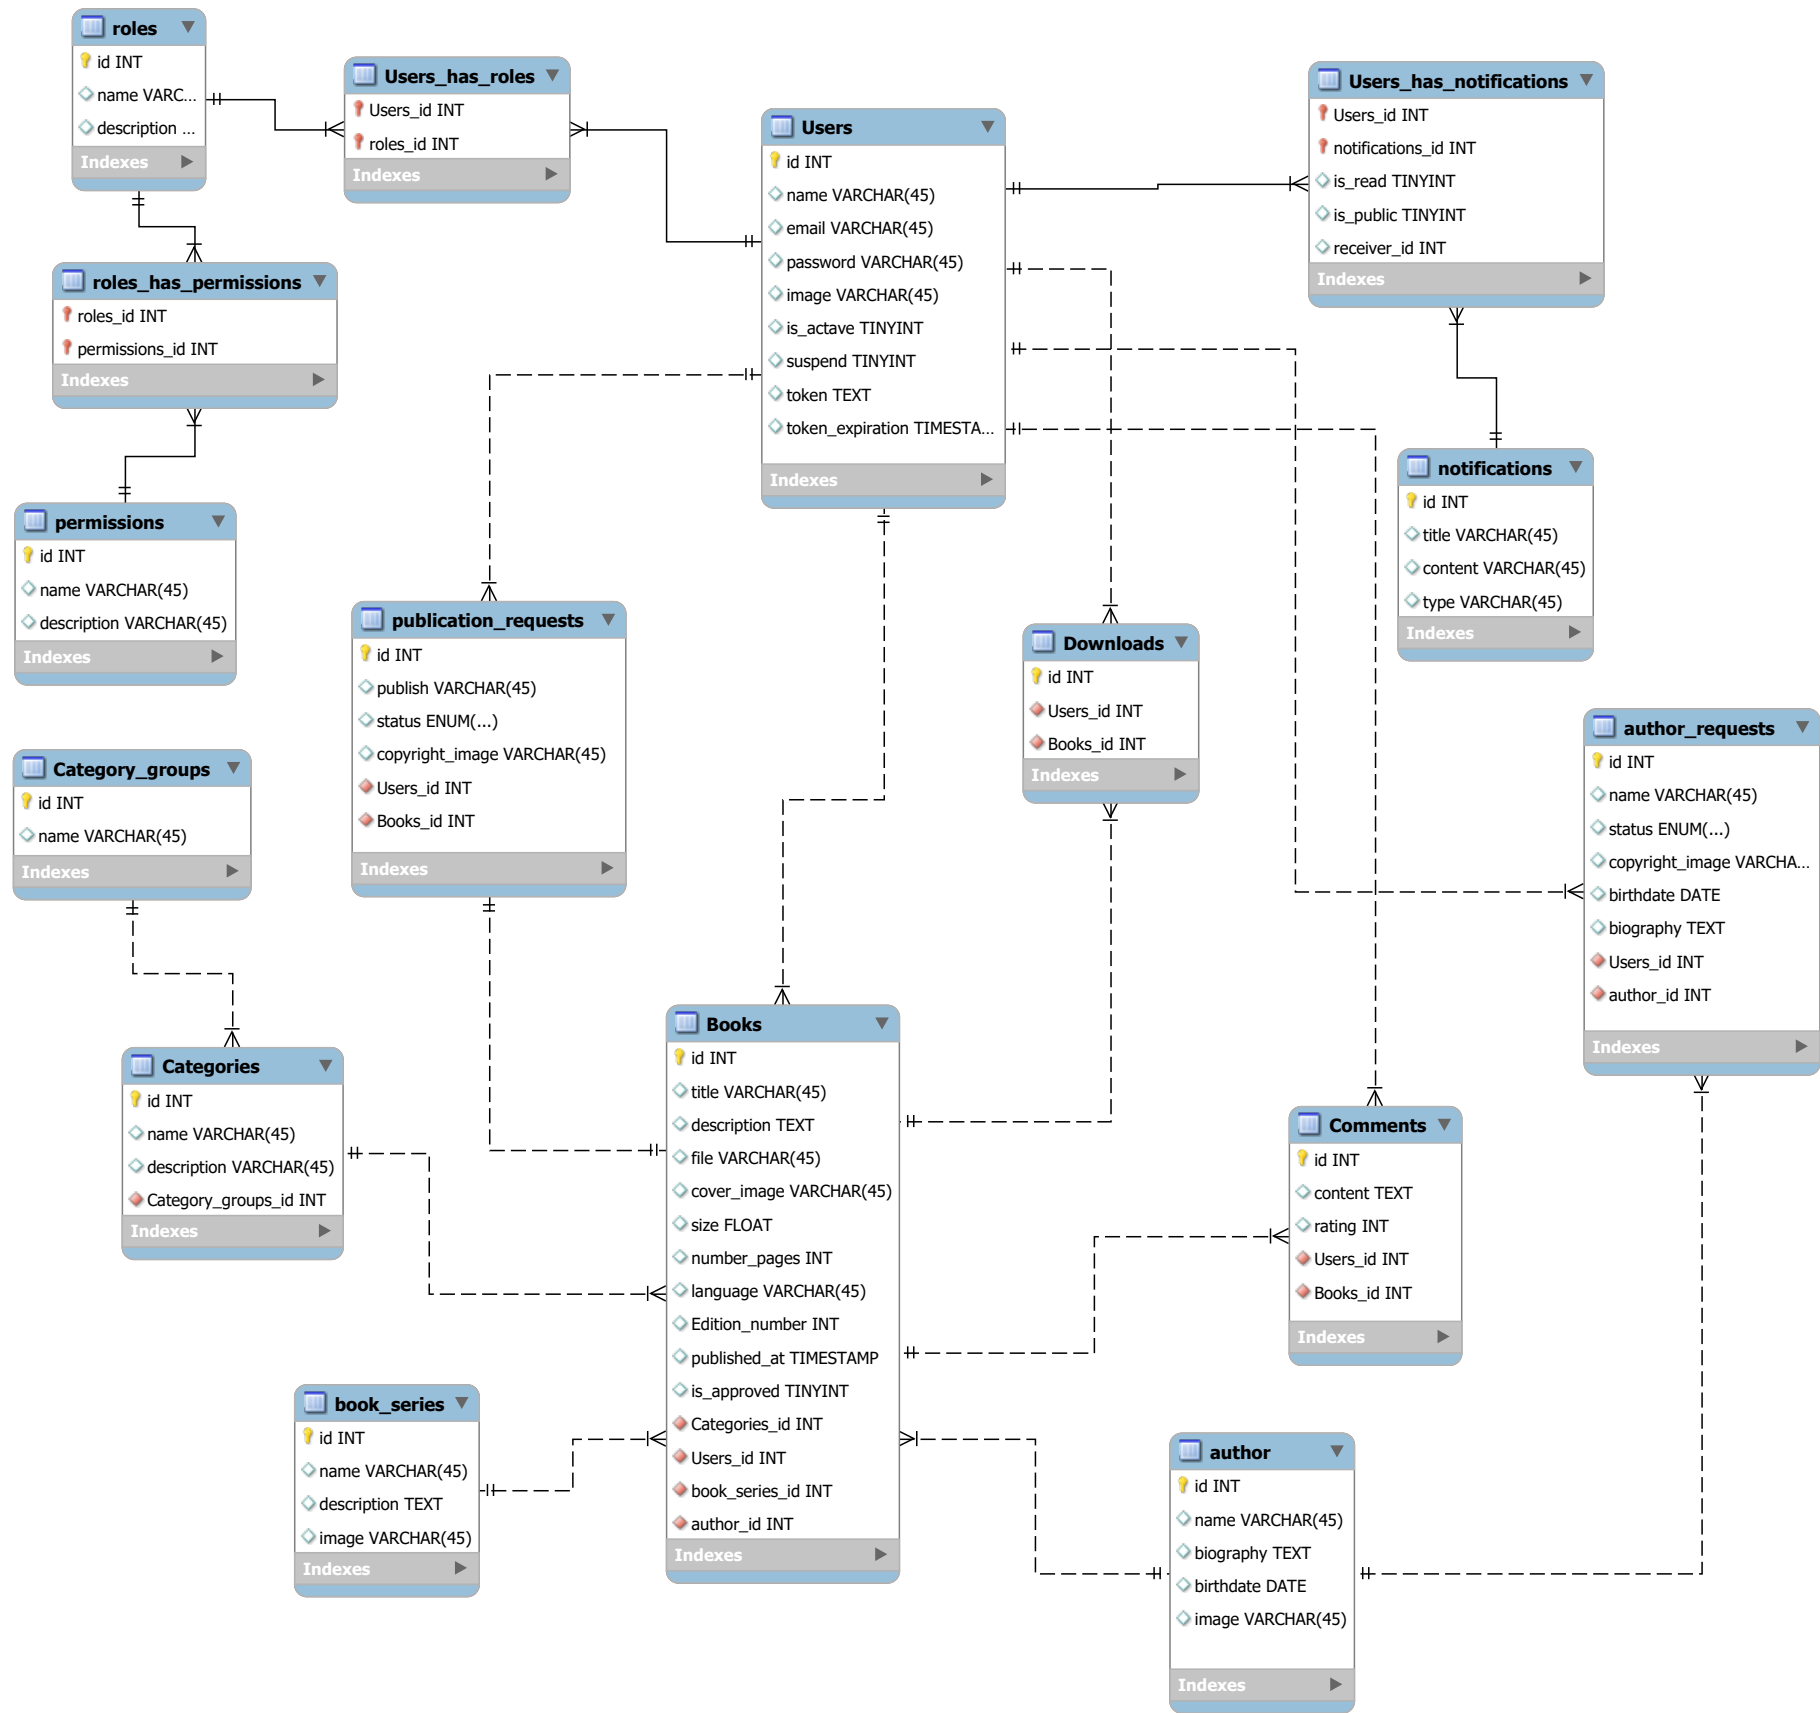 roles
id INT
name VARC...
description ...
Indexes
Users_has_roles
Users_id INT
roles_id INT
Indexes
Users
id INT
name VARCHAR(45)
email VARCHAR(45)
password VARCHAR(45)
image VARCHAR(45)
is_actave TINYINT
suspend TINYINT
token TEXT
token_expiration TIMESTA...
Indexes
Users_has_notifications
Users_id INT
notifications_id INT
is_read TINYINT
is_public TINYINT
receiver_id INT
Indexes
roles_has_permissions
roles_id INT
permissions_id INT
Indexes
permissions
id INT
name VARCHAR(45)
description VARCHAR(45)
Indexes
notifications
id INT
title VARCHAR(45)
content VARCHAR(45)
type VARCHAR(45)
Indexes
publication_requests
id INT
publish VARCHAR(45)
status ENUM(...)
copyright_image VARCHAR(45)
Users_id INT
Books_id INT
Indexes
Downloads
id INT
Users_id INT
Books_id INT
Indexes
author_requests
id INT
name VARCHAR(45)
status ENUM(...)
copyright_image VARCHA...
birthdate DATE
biography TEXT
Users_id INT
author_id INT
Indexes
Category_groups
id INT
name VARCHAR(45)
Indexes
Categories
id INT
name VARCHAR(45)
description VARCHAR(45)
Category_groups_id INT
Indexes
Books
id INT
title VARCHAR(45)
description TEXT
file VARCHAR(45)
cover_image VARCHAR(45)
size FLOAT
number_pages INT
language VARCHAR(45)
Edition_number INT
published_at TIMESTAMP
is_approved TINYINT
Categories_id INT
Users_id INT
book_series_id INT
author_id INT
Indexes
Comments
id INT
content TEXT
rating INT
Users_id INT
Books_id INT
Indexes
book_series
id INT
name VARCHAR(45)
description TEXT
image VARCHAR(45)
Indexes
author
id INT
name VARCHAR(45)
biography TEXT
birthdate DATE
image VARCHAR(45)
Indexes